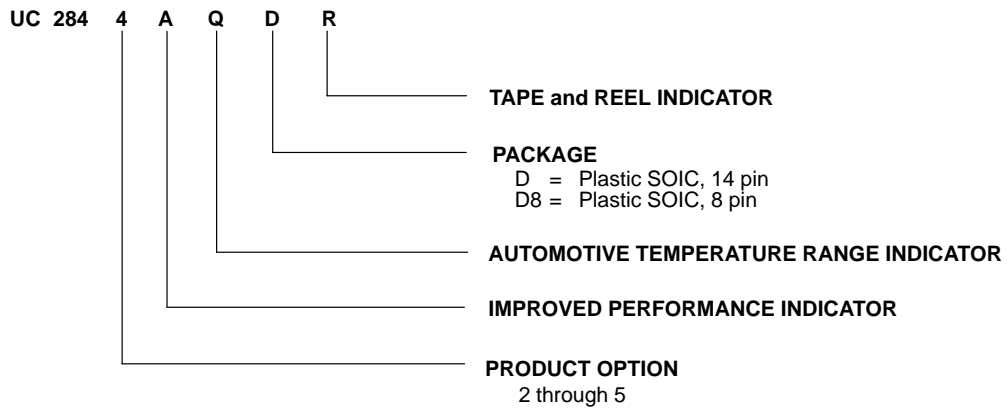 UC 284 4 A Q D R
TAPE and REEL INDICATOR
PACKAGE
D = Plastic SOIC, 14 pin
D8 = Plastic SOIC, 8 pin
AUTOMOTIVE TEMPERATURE RANGE INDICATOR
IMPROVED PERFORMANCE INDICATOR
PRODUCT OPTION
2 through 5